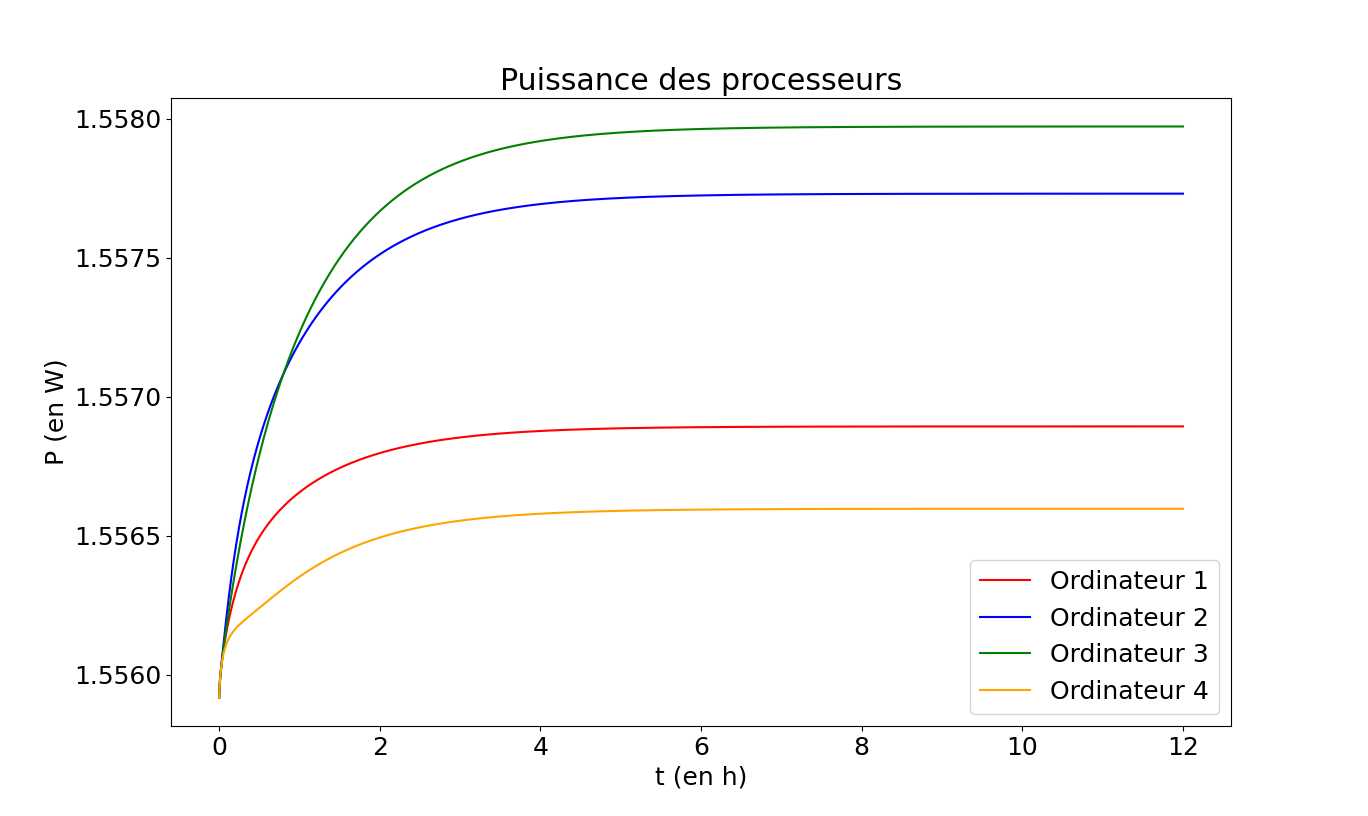 Puissance des processeurs
P (en W)
1.5580
1.5575
1.5570
1.5565
1.5560
0 2 4 6 8 10 12
t (en h)
Ordinateur 1
Ordinateur 2
Ordinateur 3
Ordinateur 4